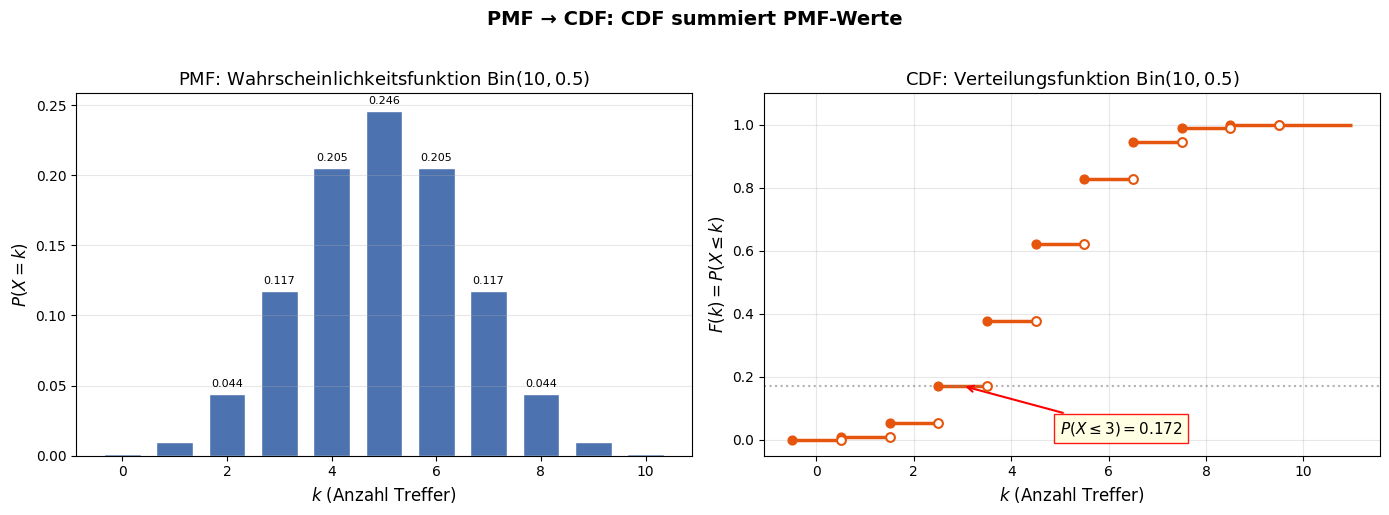 PMF → CDF: CDF summiert PMF-Werte
PMF: Wahrscheinlichkeitsfunktion Bin(10, 0.5)
0.25
0.20
0.15
0.10
0.05
0.00
P(X = k)
0.044
0.117
0.205
0.246
0.205
0.117
0.044
0 2 4 6 8 10
k (Anzahl Treffer)
CDF: Verteilungsfunktion Bin(10, 0.5)
1.0
0.8
0.6
0.4
0.2
0.0
F(k) = P(X ≤ k)
P(X ≤ 3) = 0.172
0 2 4 6 8 10
k (Anzahl Treffer)